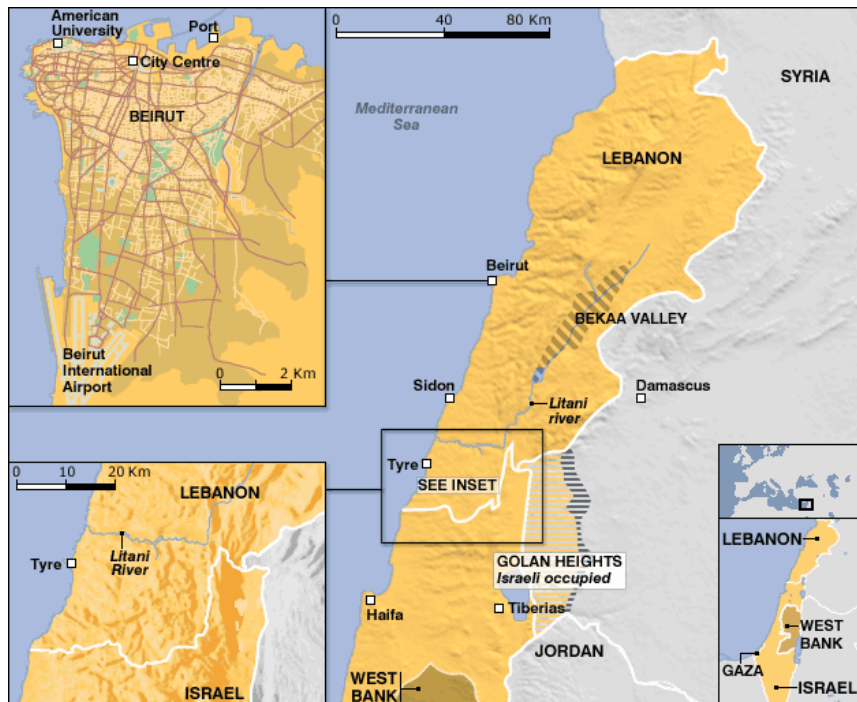 American
University
Port
City Centre
BEIRUT
Beirut
International
Airport
0 2 Km
0 40 80 Km
Mediterranean
Sea
SYRIA
LEBANON
Beirut
BEKAA VALLEY
Sidon
Litani
river
Damascus
Tyre
SEE INSET
GOLAN HEIGHTS
Israeli occupied
Haifa
Tiberias
JORDAN
WEST
BANK
0 10 20 Km
LEBANON
Litani
River
Tyre
ISRAEL
LEBANON
WEST
BANK
GAZA
ISRAEL